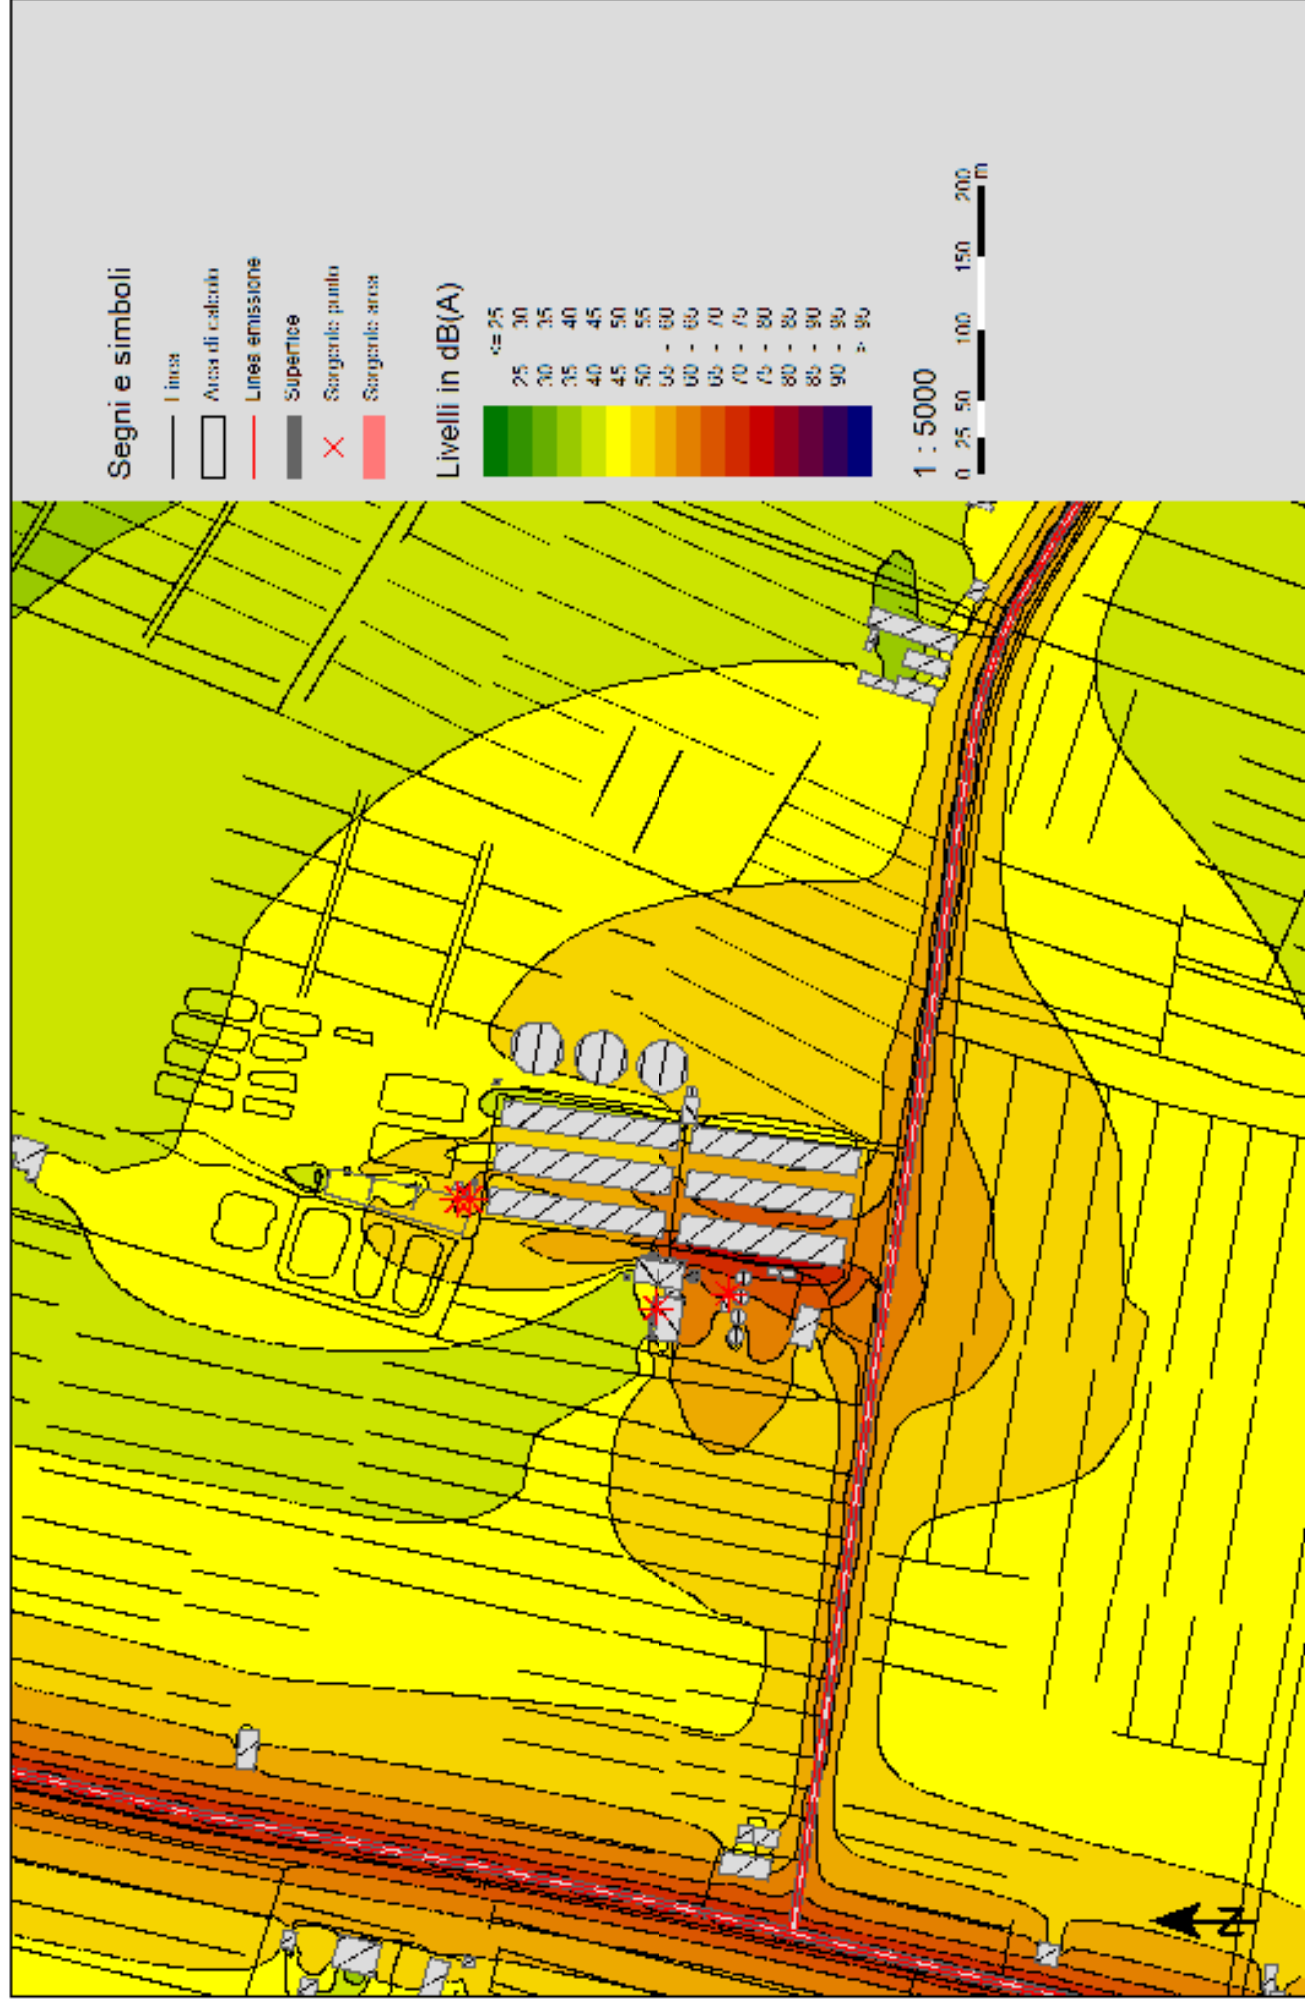 Segni e simboli
Linea
Area di calcolo
Linea emissione
Superfice
Sorgente punto
Sorgente area
Livelli in dB(A)
<= 25
25 30
30 35
35 40
40 45
45 50
50 55
55 - 60
60 - 65
65 - 70
70 - 75
75 - 80
80 - 85
85 - 90
90 - 95
> 95
1 : 5000
0 25 50 100 150 200
m
N